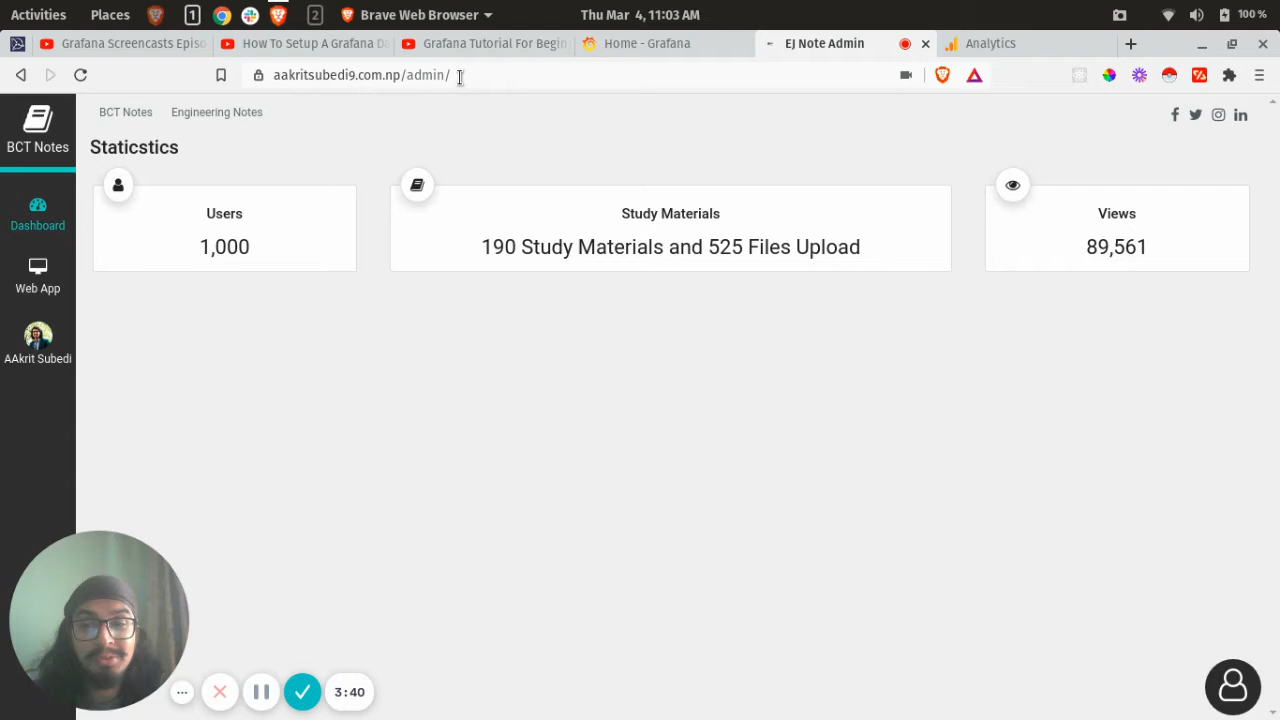 Activities Places 1 2 Brave Web Browser Thu Mar 4, 11:03 AM 100 %
Grafana Screencasts Episo How To Setup A Grafana Da Grafana Tutorial For Begin Home - Grafana EJ Note Admin Analytics
aakritsubedi9.com.np/admin/
BCT Notes
BCT Notes Engineering Notes
Staticstics
Users
1,000
Study Materials
190 Study Materials and 525 Files Upload
Views
89,561
Dashboard
Web App
AAkrit Subedi
3:40